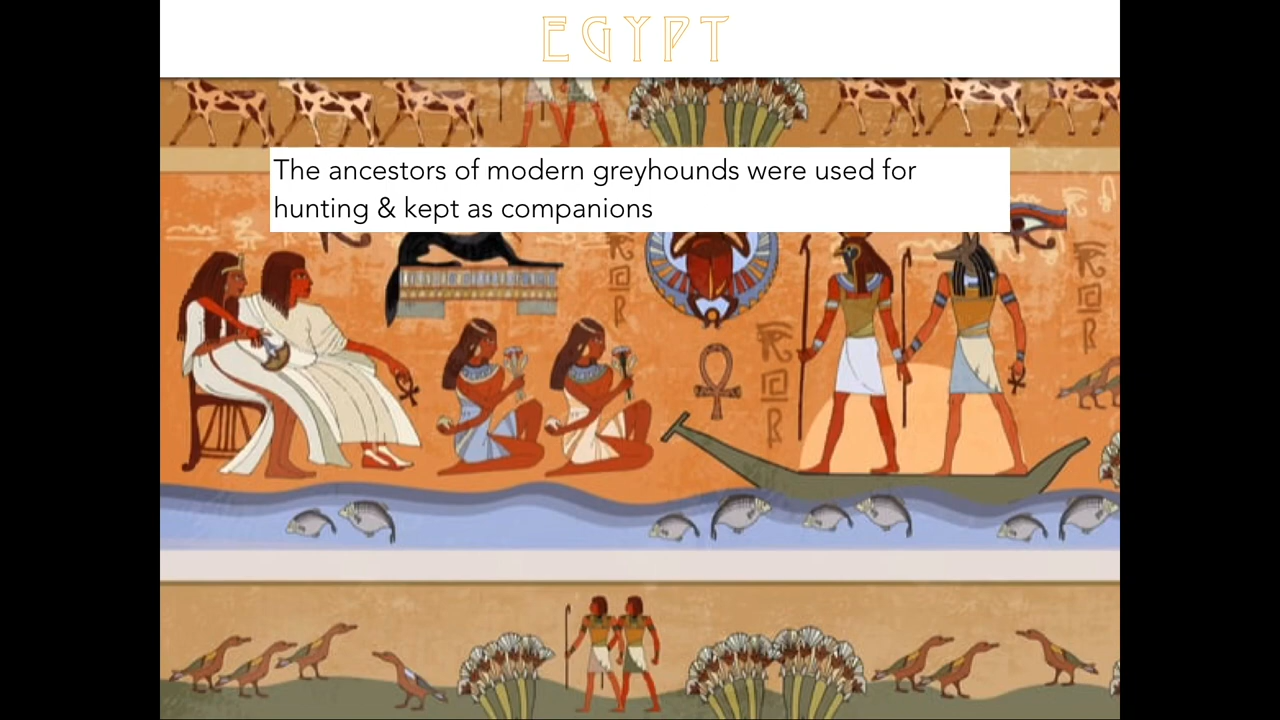 EGYPT
The ancestors of modern greyhounds were used for
hunting & kept as companions